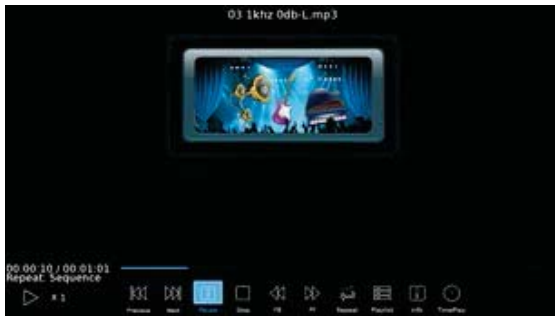 03 1khz 0db-L.mp3
00:00:10 / 00:01:01
Repeat: Sequence
x 1
Previous Next Pause Stop FB FF Repeat Playlist Info TimePlay